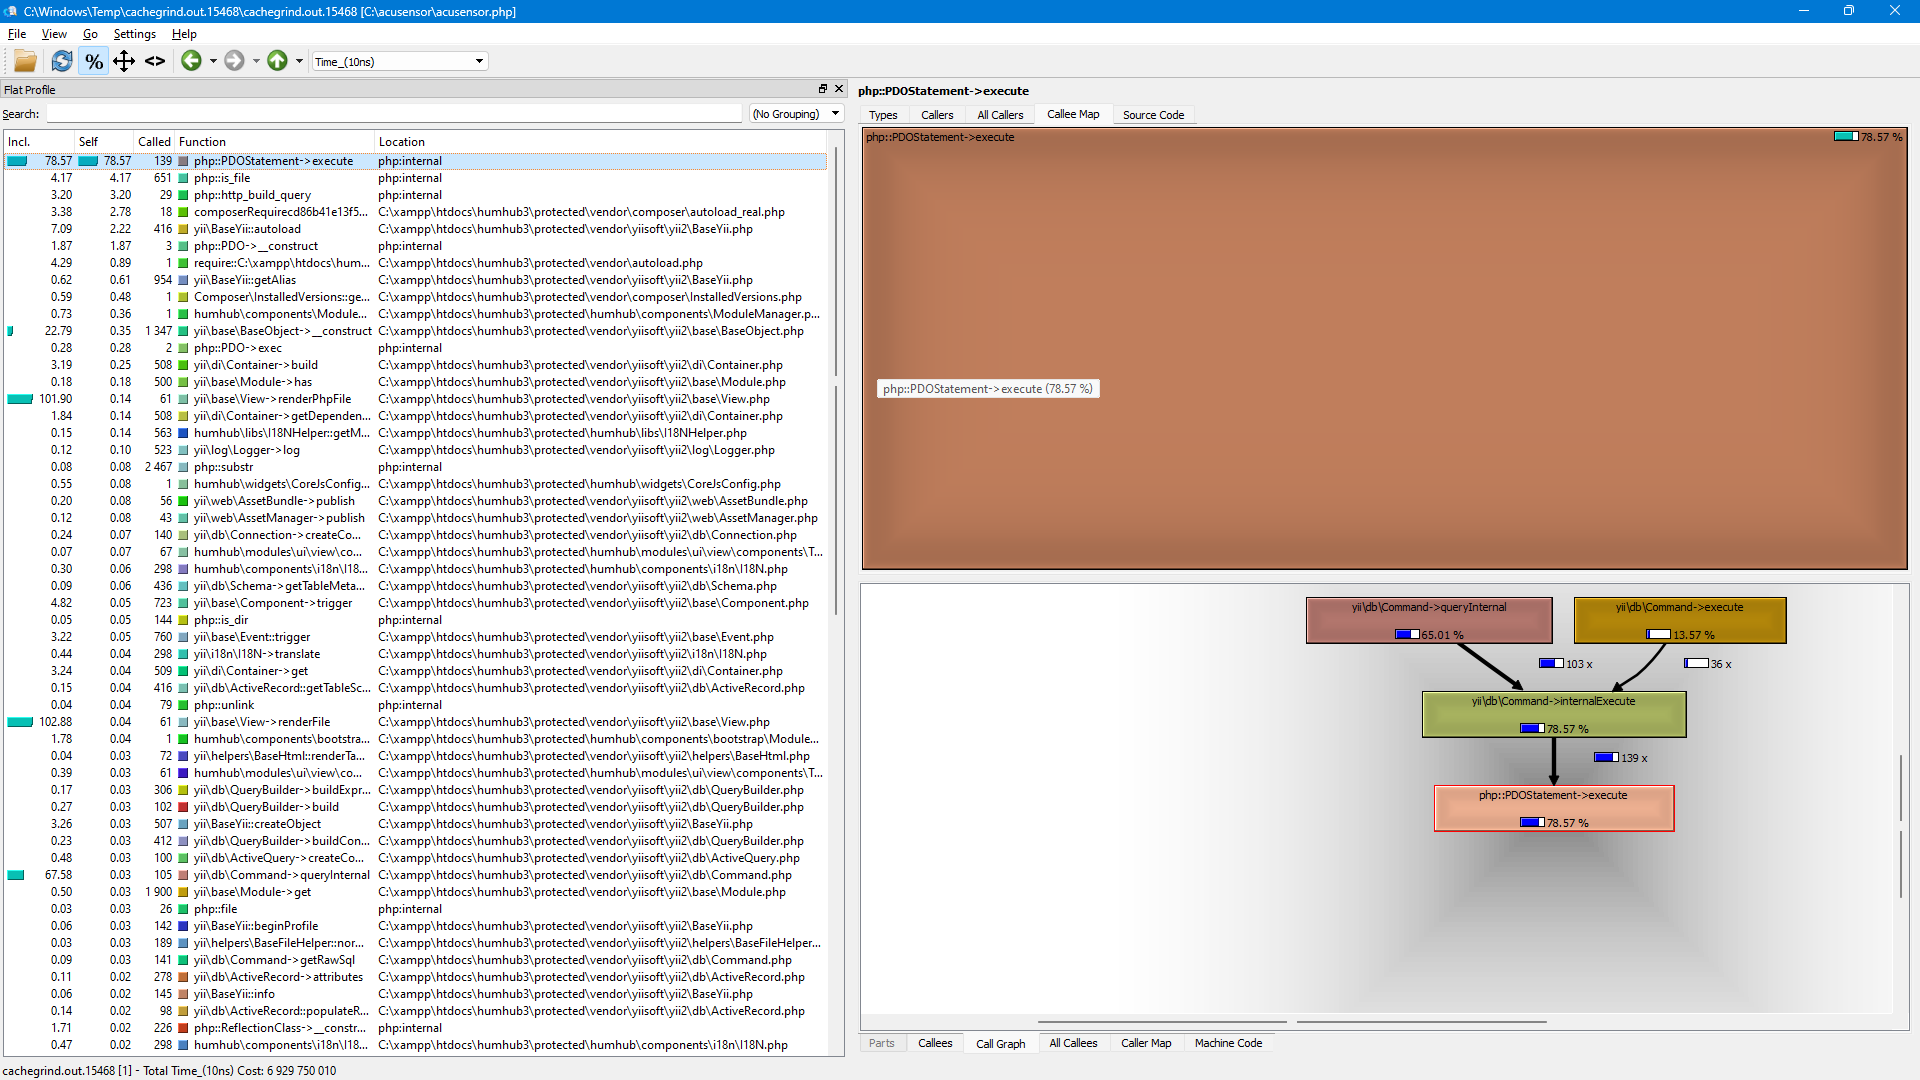 C:\Windows\Temp\cachegrind.out.15468\cachegrind.out.15468 [C:\acusensor\acusensor.php]
File View Go Settings Help
% <> Time_(10ns)
Flat Profile
Search: (No Grouping)
Incl. Self Called Function Location
78.57 78.57 139 php::PDOStatement->execute php:internal
4.17 4.17 651 php::is_file php:internal
3.20 3.20 29 php::http_build_query php:internal
3.38 2.78 18 composerRequirecd86b41e13f5... C:\xampp\htdocs\humhub3\protected\vendor\composer\autoload_real.php
7.09 2.22 416 yii\BaseYii::autoload C:\xampp\htdocs\humhub3\protected\vendor\yiisoft\yii2\BaseYii.php
1.87 1.87 3 php::PDO->__construct php:internal
4.29 0.89 1 require::C:\xampp\htdocs\hum... C:\xampp\htdocs\humhub3\protected\vendor\autoload.php
0.62 0.61 954 yii\BaseYii::getAlias C:\xampp\htdocs\humhub3\protected\vendor\yiisoft\yii2\BaseYii.php
0.59 0.48 1 Composer\InstalledVersions::ge... C:\xampp\htdocs\humhub3\protected\vendor\composer\InstalledVersions.php
0.73 0.36 1 humhub\components\Module... C:\xampp\htdocs\humhub3\protected\humhub\components\ModuleManager.p...
22.79 0.35 1 347 yii\base\BaseObject->__construct C:\xampp\htdocs\humhub3\protected\vendor\yiisoft\yii2\base\BaseObject.php
0.28 0.28 2 php::PDO->exec php:internal
3.19 0.25 508 yii\di\Container->build C:\xampp\htdocs\humhub3\protected\vendor\yiisoft\yii2\di\Container.php
0.18 0.18 500 yii\base\Module->has C:\xampp\htdocs\humhub3\protected\vendor\yiisoft\yii2\base\Module.php
101.90 0.14 61 yii\base\View->renderPhpFile C:\xampp\htdocs\humhub3\protected\vendor\yiisoft\yii2\base\View.php
1.84 0.14 508 yii\di\Container->getDependen... C:\xampp\htdocs\humhub3\protected\vendor\yiisoft\yii2\di\Container.php
0.15 0.14 563 humhub\libs\I18NHelper::getM... C:\xampp\htdocs\humhub3\protected\humhub\libs\I18NHelper.php
0.12 0.10 523 yii\log\Logger->log C:\xampp\htdocs\humhub3\protected\vendor\yiisoft\yii2\log\Logger.php
0.08 0.08 2 467 php::substr php:internal
0.55 0.08 1 humhub\widgets\CoreJsConfig... C:\xampp\htdocs\humhub3\protected\humhub\widgets\CoreJsConfig.php
0.20 0.08 56 yii\web\AssetBundle->publish C:\xampp\htdocs\humhub3\protected\vendor\yiisoft\yii2\web\AssetBundle.php
0.12 0.08 43 yii\web\AssetManager->publish C:\xampp\htdocs\humhub3\protected\vendor\yiisoft\yii2\web\AssetManager.php
0.24 0.07 140 yii\db\Connection->createCo... C:\xampp\htdocs\humhub3\protected\vendor\yiisoft\yii2\db\Connection.php
0.07 0.07 67 humhub\modules\ui\view\co... C:\xampp\htdocs\humhub3\protected\humhub\modules\ui\view\components\T...
0.30 0.06 298 humhub\components\i18n\I18... C:\xampp\htdocs\humhub3\protected\humhub\components\i18n\I18N.php
0.09 0.06 436 yii\db\Schema->getTableMeta... C:\xampp\htdocs\humhub3\protected\vendor\yiisoft\yii2\db\Schema.php
4.82 0.05 723 yii\base\Component->trigger C:\xampp\htdocs\humhub3\protected\vendor\yiisoft\yii2\base\Component.php
0.05 0.05 144 php::is_dir php:internal
3.22 0.05 760 yii\base\Event::trigger C:\xampp\htdocs\humhub3\protected\vendor\yiisoft\yii2\base\Event.php
0.44 0.04 298 yii\i18n\I18N->translate C:\xampp\htdocs\humhub3\protected\vendor\yiisoft\yii2\i18n\I18N.php
3.24 0.04 509 yii\di\Container->get C:\xampp\htdocs\humhub3\protected\vendor\yiisoft\yii2\di\Container.php
0.15 0.04 416 yii\db\ActiveRecord::getTableSc... C:\xampp\htdocs\humhub3\protected\vendor\yiisoft\yii2\db\ActiveRecord.php
0.04 0.04 79 php::unlink php:internal
102.88 0.04 61 yii\base\View->renderFile C:\xampp\htdocs\humhub3\protected\vendor\yiisoft\yii2\base\View.php
1.78 0.04 1 humhub\components\bootstra... C:\xampp\htdocs\humhub3\protected\humhub\components\bootstrap\Module...
0.04 0.03 72 yii\helpers\BaseHtml::renderTa... C:\xampp\htdocs\humhub3\protected\vendor\yiisoft\yii2\helpers\BaseHtml.php
0.39 0.03 61 humhub\modules\ui\view\co... C:\xampp\htdocs\humhub3\protected\humhub\modules\ui\view\components\T...
0.17 0.03 306 yii\db\QueryBuilder->buildExpr... C:\xampp\htdocs\humhub3\protected\vendor\yiisoft\yii2\db\QueryBuilder.php
0.27 0.03 102 yii\db\QueryBuilder->build C:\xampp\htdocs\humhub3\protected\vendor\yiisoft\yii2\db\QueryBuilder.php
3.26 0.03 507 yii\BaseYii::createObject C:\xampp\htdocs\humhub3\protected\vendor\yiisoft\yii2\BaseYii.php
0.23 0.03 412 yii\db\QueryBuilder->buildCon... C:\xampp\htdocs\humhub3\protected\vendor\yiisoft\yii2\db\QueryBuilder.php
0.48 0.03 100 yii\db\ActiveQuery->createCo... C:\xampp\htdocs\humhub3\protected\vendor\yiisoft\yii2\db\ActiveQuery.php
67.58 0.03 105 yii\db\Command->queryInternal C:\xampp\htdocs\humhub3\protected\vendor\yiisoft\yii2\db\Command.php
0.50 0.03 1 900 yii\base\Module->get C:\xampp\htdocs\humhub3\protected\vendor\yiisoft\yii2\base\Module.php
0.03 0.03 26 php::file php:internal
0.06 0.03 142 yii\BaseYii::beginProfile C:\xampp\htdocs\humhub3\protected\vendor\yiisoft\yii2\BaseYii.php
0.03 0.03 189 yii\helpers\BaseFileHelper::nor... C:\xampp\htdocs\humhub3\protected\vendor\yiisoft\yii2\helpers\BaseFileHelper...
0.09 0.03 141 yii\db\Command->getRawSql C:\xampp\htdocs\humhub3\protected\vendor\yiisoft\yii2\db\Command.php
0.11 0.02 278 yii\db\ActiveRecord->attributes C:\xampp\htdocs\humhub3\protected\vendor\yiisoft\yii2\db\ActiveRecord.php
0.06 0.02 145 yii\BaseYii::info C:\xampp\htdocs\humhub3\protected\vendor\yiisoft\yii2\BaseYii.php
0.14 0.02 98 yii\db\ActiveRecord::populateR... C:\xampp\htdocs\humhub3\protected\vendor\yiisoft\yii2\db\ActiveRecord.php
1.71 0.02 226 php::ReflectionClass->__constr... php:internal
0.47 0.02 298 humhub\components\i18n\I18... C:\xampp\htdocs\humhub3\protected\humhub\components\i18n\I18N.php
php::PDOStatement->execute
Types Callers All Callers Callee Map Source Code
php::PDOStatement->execute 78.57 %
php::PDOStatement->execute (78.57 %)
yii\db\Command->queryInternal yii\db\Command->execute
65.01 % 13.57 %
103 x 36 x
yii\db\Command->internalExecute
78.57 %
139 x
php::PDOStatement->execute
78.57 %
Parts Callees Call Graph All Callees Caller Map Machine Code
cachegrind.out.15468 [1] - Total Time_(10ns) Cost: 6 929 750 010